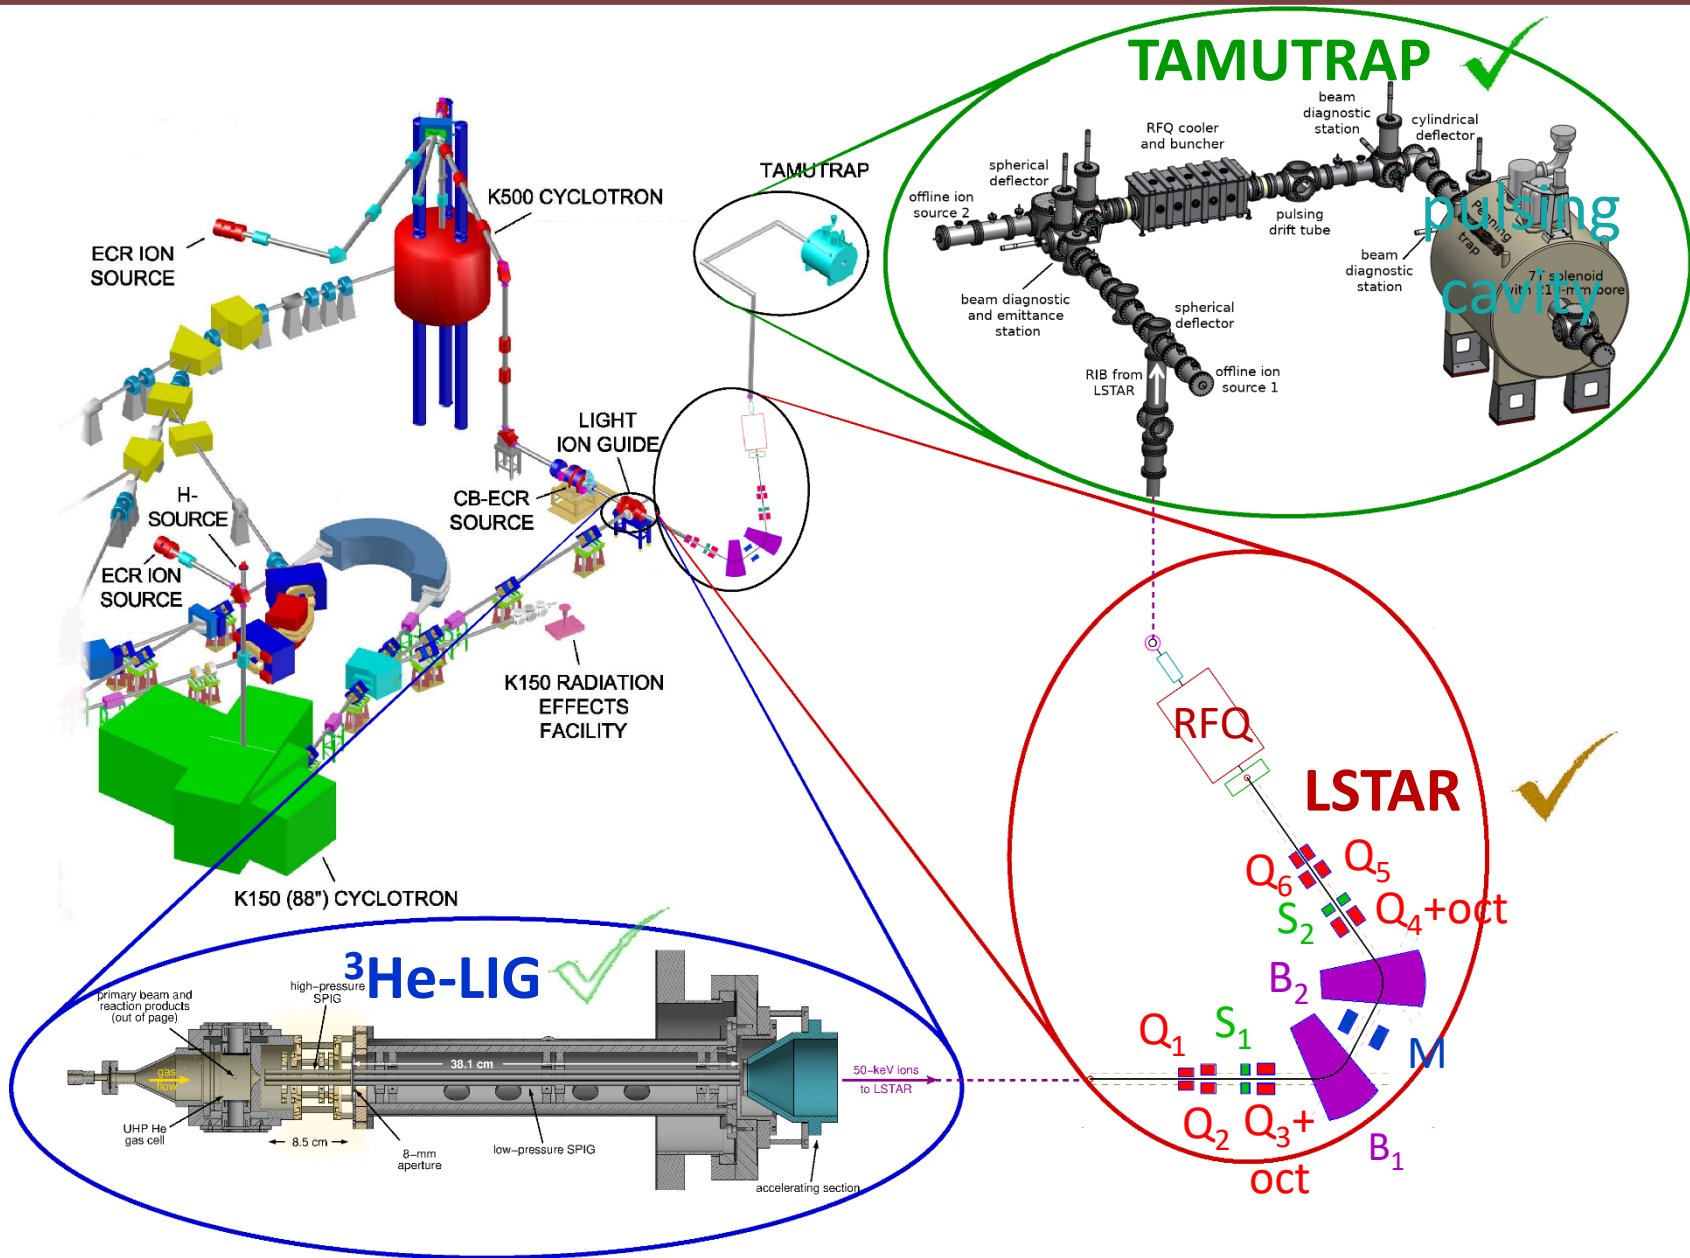 TAMUTRAP
beam
diagnostic
station
cylindrical
deflector
RFQ cooler
and buncher
spherical
deflector
offline ion
source 2
pulsing
drift tube
Penning
trap
pulsing
cavity
beam
diagnostic
station
7T solenoid
beam diagnostic
and emittance
station
spherical
deflector
RIB from
LSTAR
offline ion
source 1
TAMUTRAP
K500 CYCLOTRON
ECR ION
SOURCE
LIGHT
ION GUIDE
CB-ECR
SOURCE
H-
SOURCE
ECR ION
SOURCE
K150 RADIATION
EFFECTS
FACILITY
K150 (88") CYCLOTRON
RFQ
LSTAR
Q6
Q5
S2
Q4+oct
B2
Q1
S1
M
Q2
Q3+
oct
B1
³He-LIG
primary beam and
reaction products
(out of page)
high-pressure
SPIG
gas
flow
38.1 cm
50-keV ions
to LSTAR
UHP He
gas cell
8.5 cm
8-mm
aperture
low-pressure SPIG
accelerating section